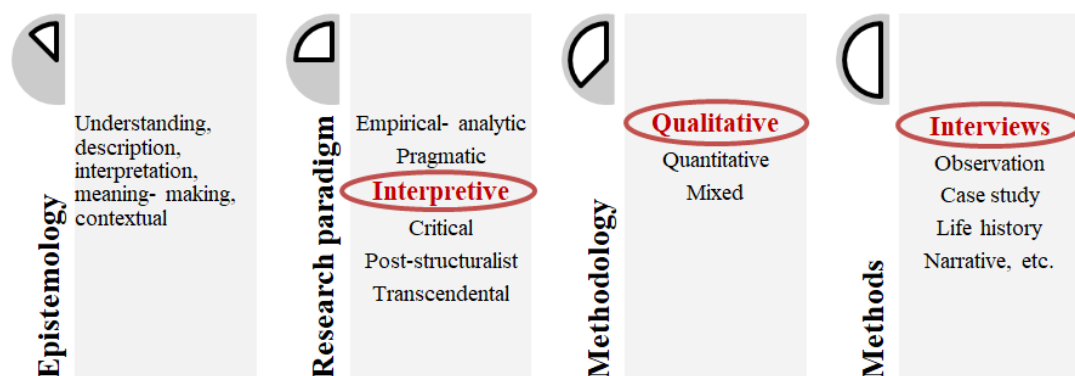 Epistemology
Understanding,
description,
interpretation,
meaning- making,
contextual
Research paradigm
Empirical- analytic
Pragmatic
Interpretive
Critical
Post-structuralist
Transcendental
Methodology
Qualitative
Quantitative
Mixed
Methods
Interviews
Observation
Case study
Life history
Narrative, etc.